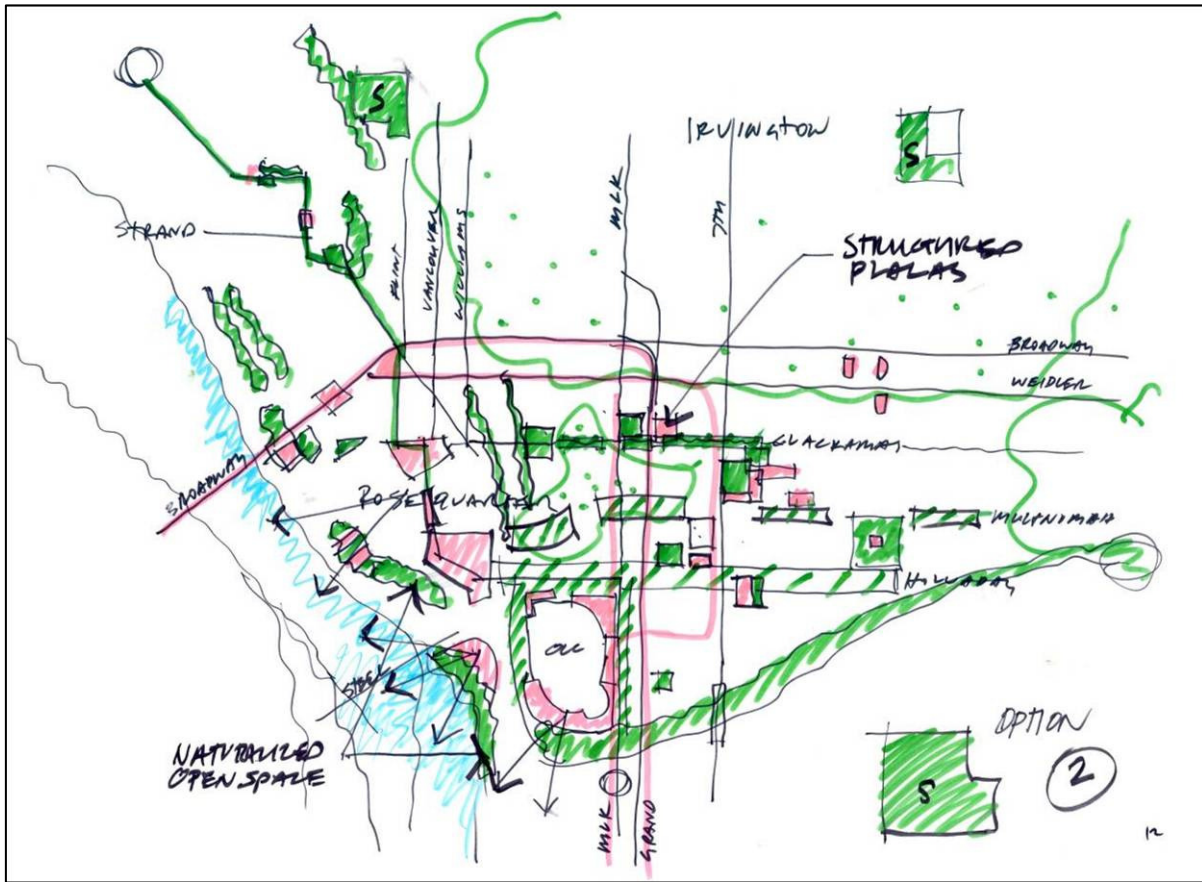 S
IRVINGTON
S
STRAND
FLINT
VANCOUVER
WILLIAMS
MLK
7TH
STRUCTURED
PLAZAS
BROADWAY
WEIDLER
CLACKAMAS
BROADWAY
ROSE QUARTER
MULTNOMAH
HOLLADAY
OCC
STEEL
NATURALIZED
OPEN SPACE
MLK
GRAND
S
OPTION
2
12